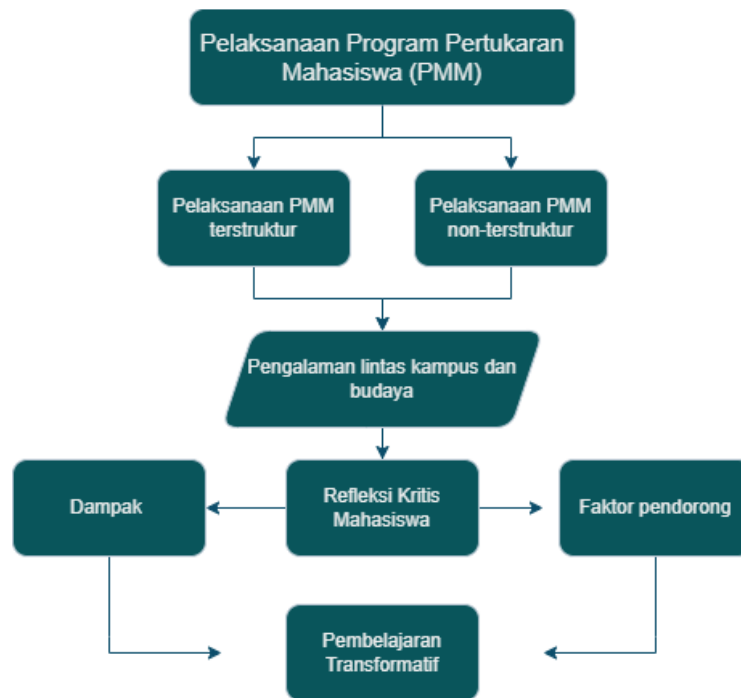 Pelaksanaan Program Pertukaran
Mahasiswa (PMM)
Pelaksanaan PMM
terstruktur
Pelaksanaan PMM
non-terstruktur
Pengalaman lintas kampus dan
budaya
Dampak
Refleksi Kritis
Mahasiswa
Faktor pendorong
Pembelajaran
Transformatif